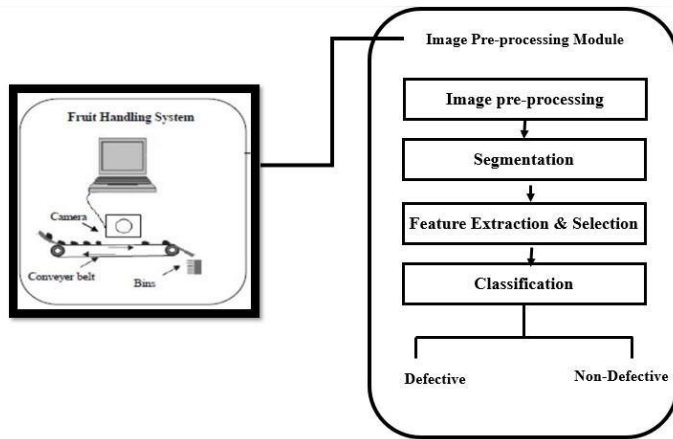 Fruit Handling System
Camera
Conveyer belt
Bins
Image Pre-processing Module
Image pre-processing
Segmentation
Feature Extraction & Selection
Classification
Defective
Non-Defective